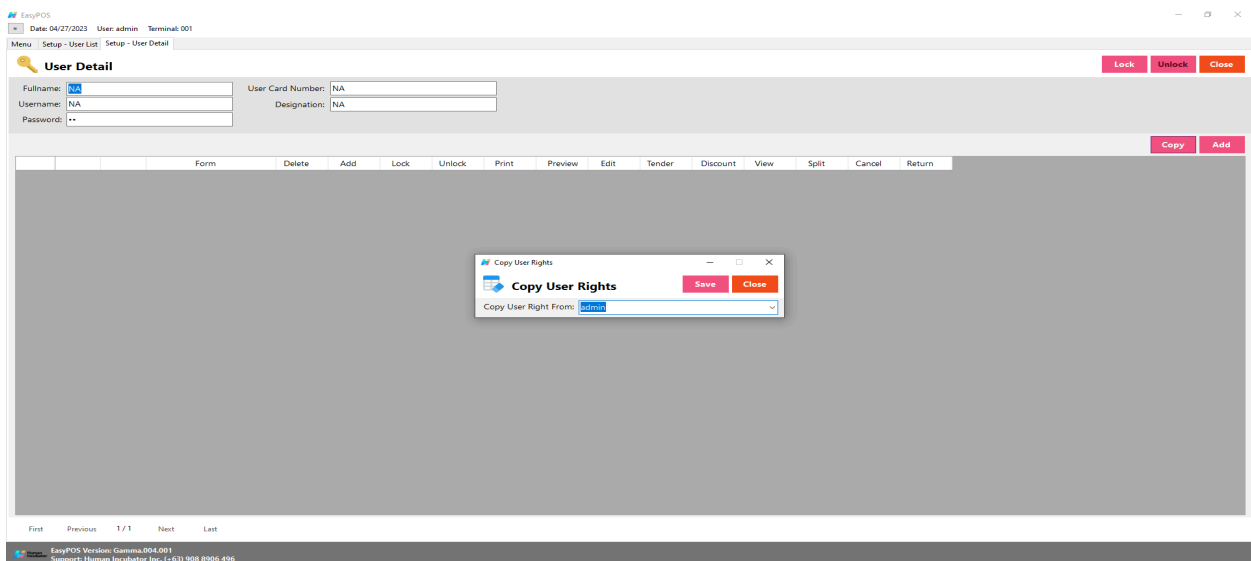 EasyPOS
Date: 04/27/2023 User: admin Terminal: 001
Menu Setup - User List Setup - User Detail
User Detail Lock Unlock Close
Fullname: NA User Card Number: NA
Username: NA Designation: NA
Password: ••
Copy Add
Form Delete Add Lock Unlock Print Preview Edit Tender Discount View Split Cancel Return
Copy User Rights
Copy User Rights Save Close
Copy User Right From: admin
First Previous 1 / 1 Next Last
Human Incubator EasyPOS Version: Gamma.004.001
Support: Human Incubator Inc. (+63) 908 8906 496